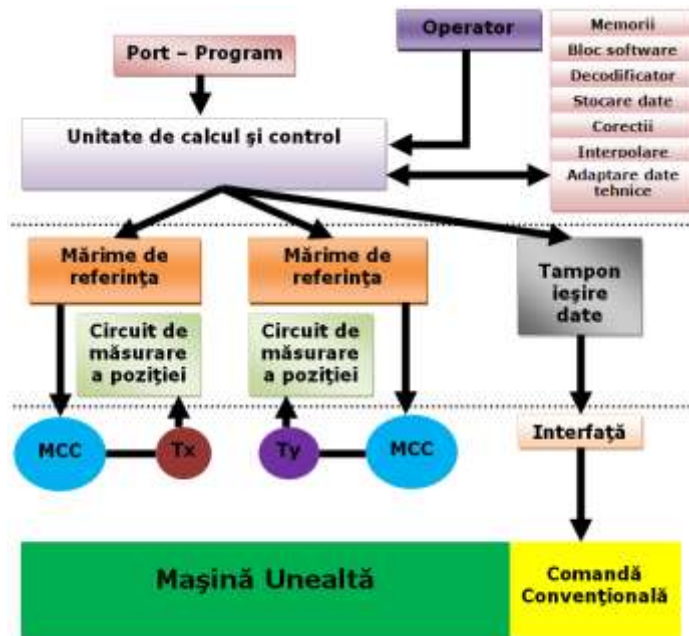 Port – Program
Operator
Memorii
Bloc software
Decodificator
Stocare date
Corectii
Interpolare
Adaptare date
tehnice
Unitate de calcul şi control
Mărime de
referinţa
Mărime de
referinţa
Tampon
ieşire
date
Circuit de
măsurare
a poziţiei
Circuit de
măsurare
a poziţiei
MCC
Tx
Ty
MCC
Interfaţă
Maşină Unealtă
Comandă
Convenţională